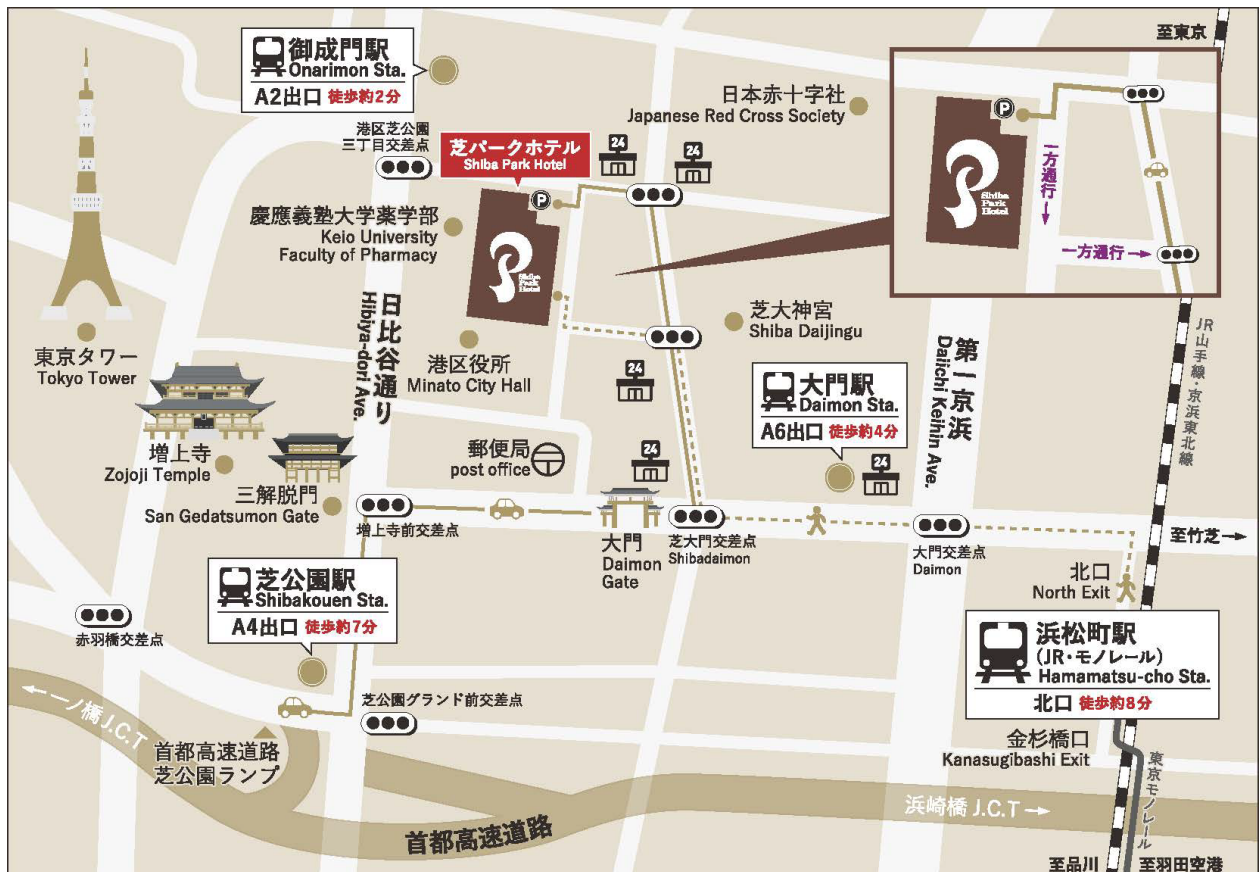 御成門駅
Onarimon Sta.
A2出口 徒歩約2分
至東京
日本赤十字社
Japanese Red Cross Society
P
一方通行
Shiba
Park
Hotel
一方通行→
港区芝公園
三丁目交差点
芝パークホテル
Shiba Park Hotel
24
24
P
慶應義塾大学薬学部
Keio University
Faculty of Pharmacy
Shiba
Park
Hotel
日比谷通り
Hibiya-dori Ave.
芝大神宮
Shiba Daijingu
第一京浜
Daiichi Keihin Ave.
JR山手線・京浜東北線
東京タワー
Tokyo Tower
港区役所
Minato City Hall
24
大門駅
Daimon Sta.
A6出口 徒歩約4分
増上寺
Zojoji Temple
郵便局
post office
24
24
三解脱門
San Gedatsumon Gate
増上寺前交差点
大門
Daimon
Gate
芝大門交差点
Shibadaimon
大門交差点
Daimon
至竹芝→
北口
North Exit
芝公園駅
Shibakouen Sta.
A4出口 徒歩約7分
赤羽橋交差点
浜松町駅
(JR・モノレール)
Hamamatsu-cho Sta.
北口 徒歩約8分
芝公園グランド前交差点
←一ノ橋J.C.T
首都高速道路
芝公園ランプ
金杉橋口
Kanasugibashi Exit
東京モノレール
浜崎橋J.C.T→
首都高速道路
至品川
至羽田空港